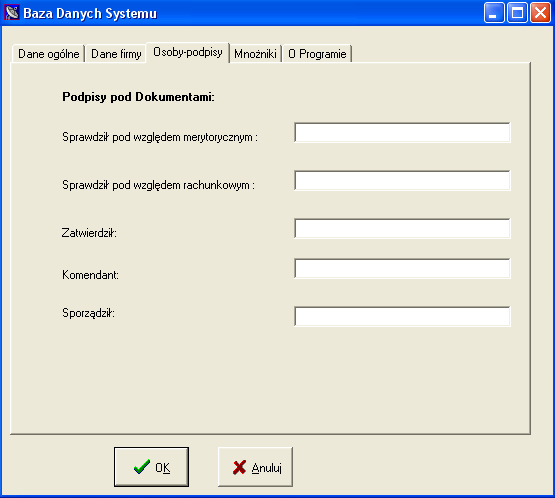 Baza Danych Systemu
Dane ogólne Dane firmy Osoby-podpisy Mnożniki O Programie
Podpisy pod Dokumentami:
Sprawdził pod względem merytorycznym :
Sprawdził pod względem rachunkowym :
Zatwierdził:
Komendant:
Sporządził:
OK Anuluj